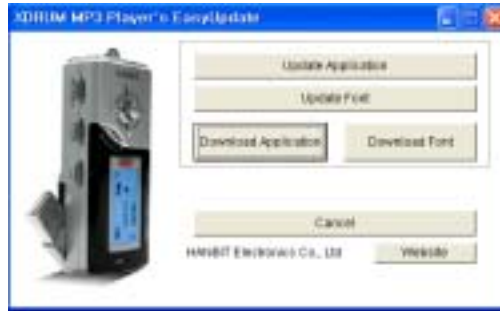 XDRUM MP3 Player's EasyUpdate
Update Application
Update Font
Download Application
Download Font
Cancel
HANBIT Electronics Co., Ltd
Website